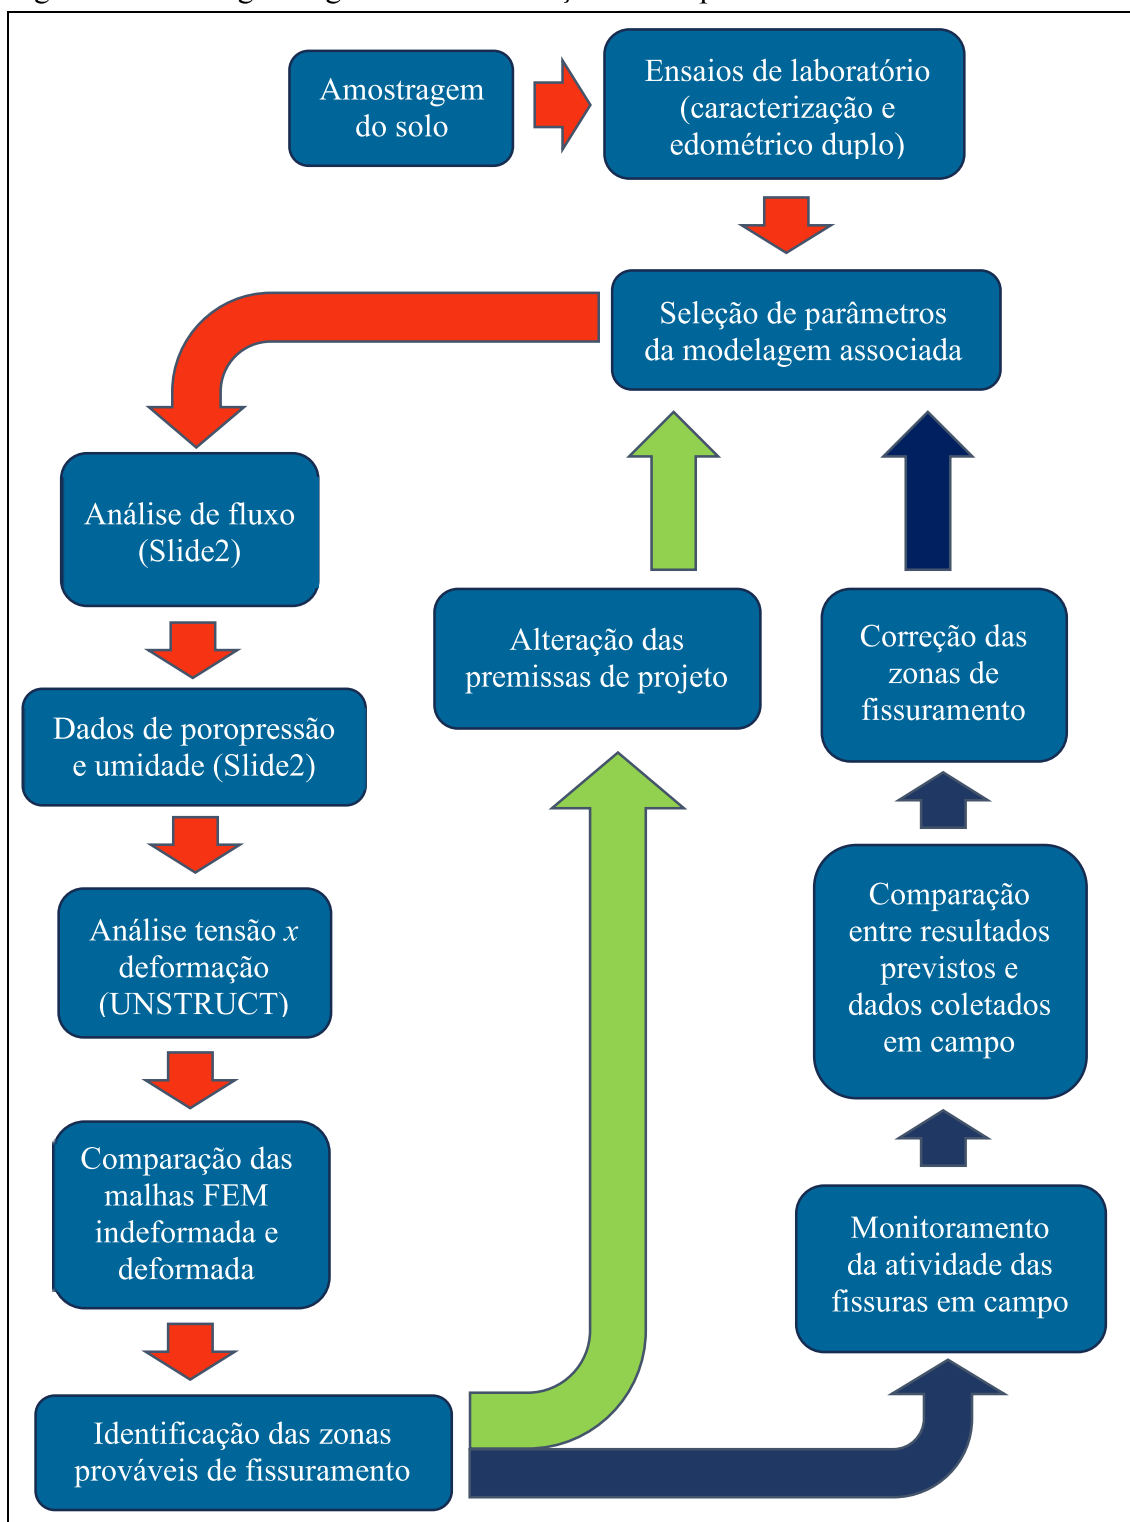 Amostragem
do solo
Ensaios de laboratório
(caracterização e
edométrico duplo)
Seleção de parâmetros
da modelagem associada
Análise de fluxo
(Slide2)
Dados de poropressão
e umidade (Slide2)
Análise tensão x
deformação
(UNSTRUCT)
Comparação das
malhas FEM
indeformada e
deformada
Identificação das zonas
prováveis de fissuramento
Alteração das
premissas de projeto
Correção das
zonas de
fissuramento
Comparação
entre resultados
previstos e
dados coletados
em campo
Monitoramento
da atividade das
fissuras em campo